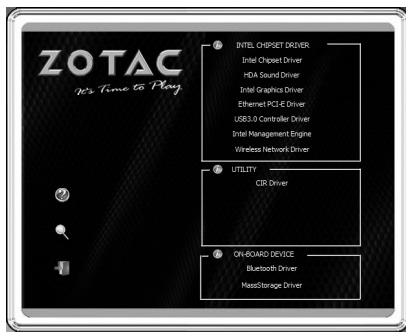 ZOTAC
It's Time to Play
INTEL CHIPSET DRIVER
Intel Chipset Driver
HDA Sound Driver
Intel Graphics Driver
Ethernet PCI-E Driver
USB3.0 Controller Driver
Intel Management Engine
Wireless Network Driver
UTILITY
CIR Driver
ON-BOARD DEVICE
Bluetooth Driver
MassStorage Driver